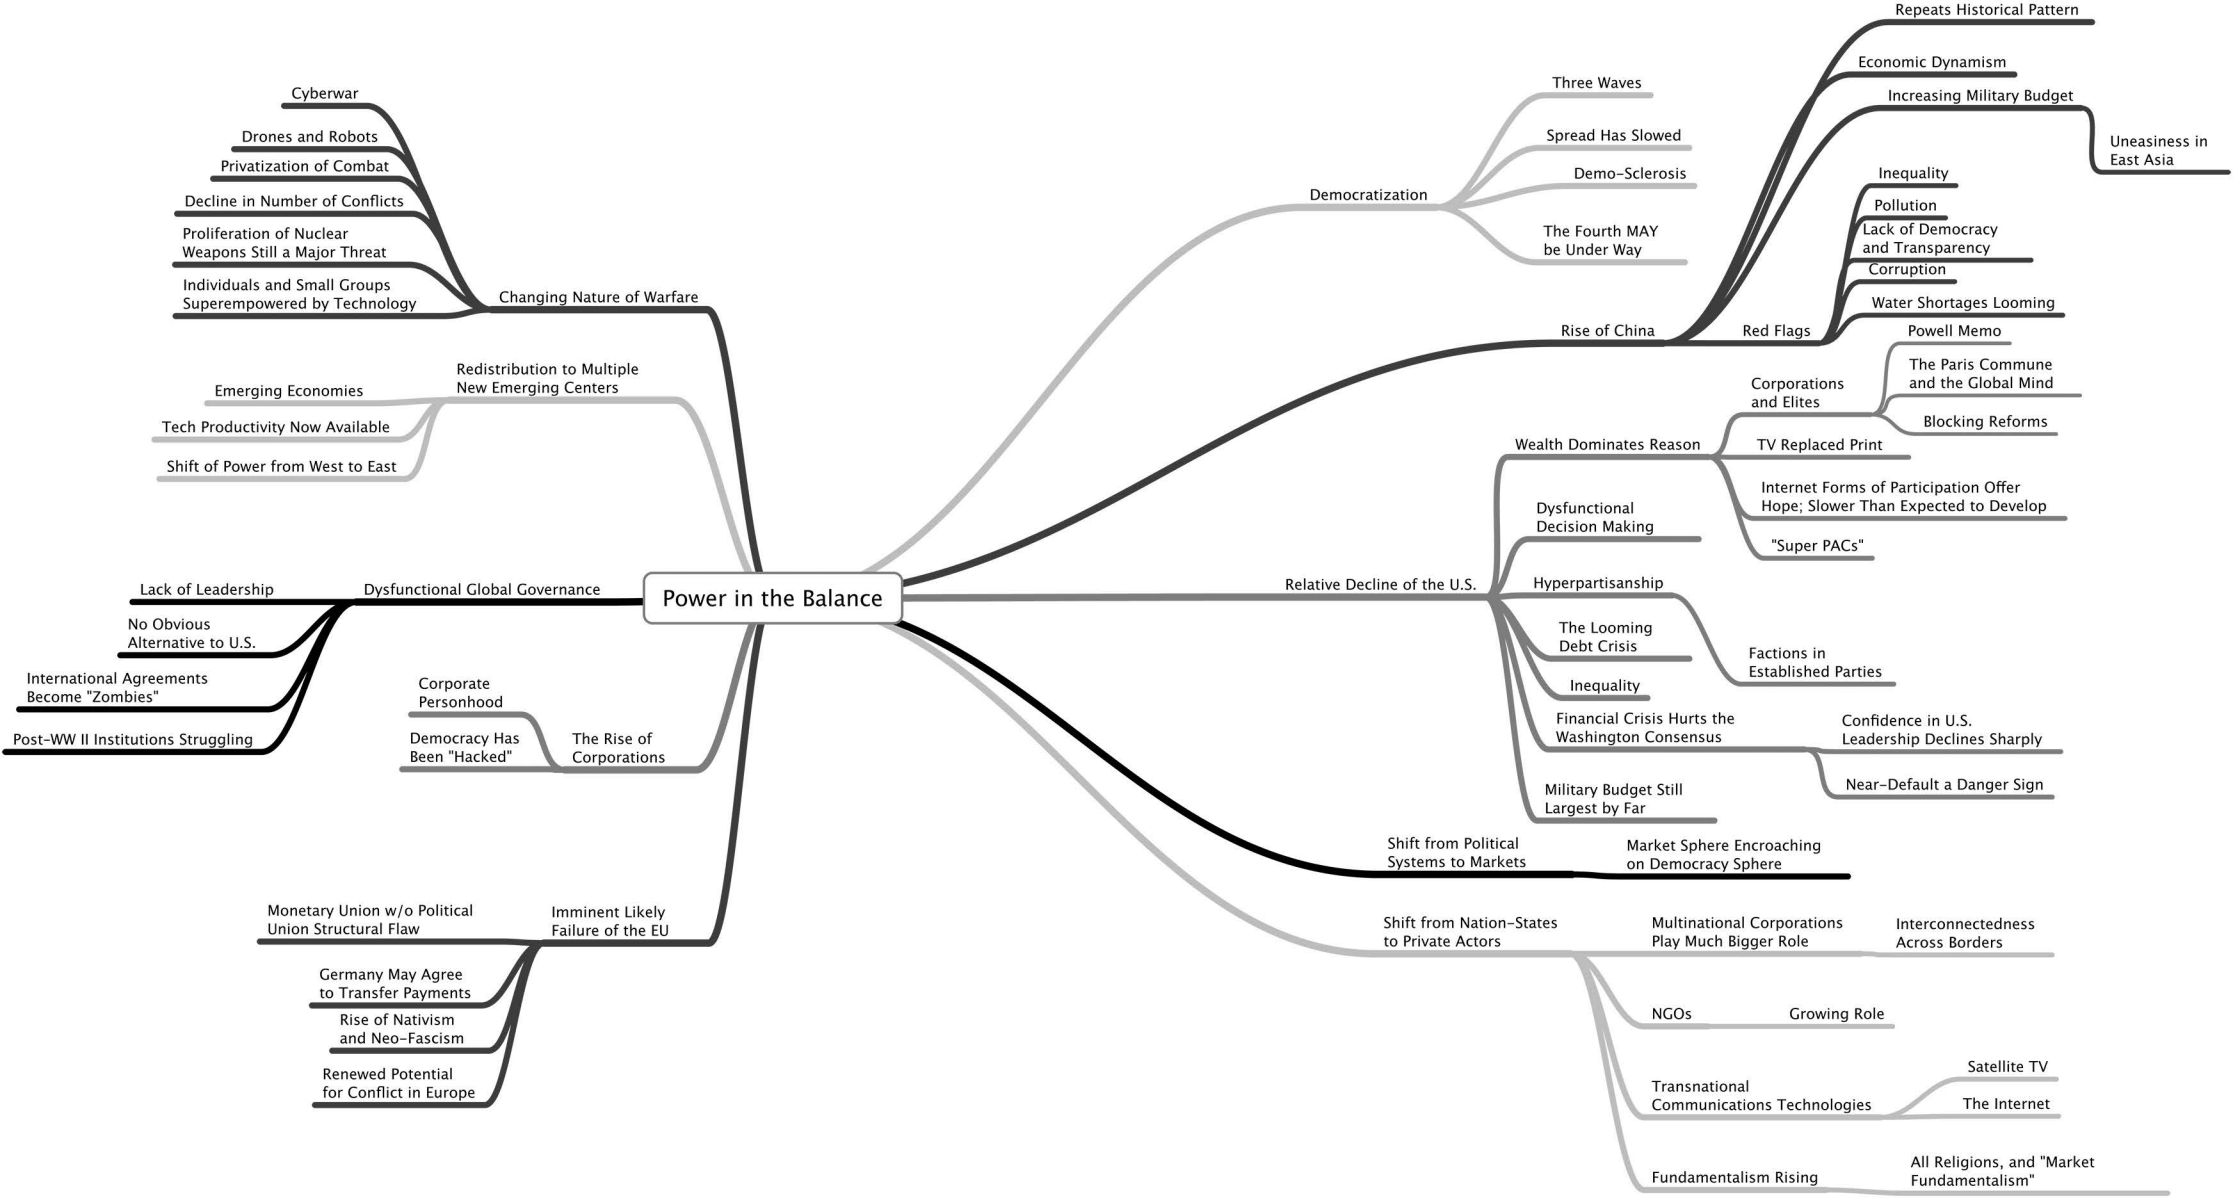 Power in the Balance
Democratization
Three Waves
Spread Has Slowed
Demo-Sclerosis
The Fourth MAY
be Under Way
Rise of China
Repeats Historical Pattern
Economic Dynamism
Increasing Military Budget
Uneasiness in
East Asia
Red Flags
Inequality
Pollution
Lack of Democracy
and Transparency
Corruption
Water Shortages Looming
Relative Decline of the U.S.
Wealth Dominates Reason
Corporations
and Elites
Powell Memo
The Paris Commune
and the Global Mind
Blocking Reforms
TV Replaced Print
Internet Forms of Participation Offer
Hope; Slower Than Expected to Develop
"Super PACs"
Dysfunctional
Decision Making
Hyperpartisanship
Factions in
Established Parties
The Looming
Debt Crisis
Inequality
Financial Crisis Hurts the
Washington Consensus
Confidence in U.S.
Leadership Declines Sharply
Near-Default a Danger Sign
Military Budget Still
Largest by Far
Shift from Political
Systems to Markets
Market Sphere Encroaching
on Democracy Sphere
Shift from Nation-States
to Private Actors
Multinational Corporations
Play Much Bigger Role
Interconnectedness
Across Borders
NGOs
Growing Role
Transnational
Communications Technologies
Satellite TV
The Internet
Fundamentalism Rising
All Religions, and "Market
Fundamentalism"
Changing Nature of Warfare
Cyberwar
Drones and Robots
Privatization of Combat
Decline in Number of Conflicts
Proliferation of Nuclear
Weapons Still a Major Threat
Individuals and Small Groups
Superempowered by Technology
Redistribution to Multiple
New Emerging Centers
Emerging Economies
Tech Productivity Now Available
Shift of Power from West to East
Dysfunctional Global Governance
Lack of Leadership
No Obvious
Alternative to U.S.
International Agreements
Become "Zombies"
Post-WW II Institutions Struggling
The Rise of
Corporations
Corporate
Personhood
Democracy Has
Been "Hacked"
Imminent Likely
Failure of the EU
Monetary Union w/o Political
Union Structural Flaw
Germany May Agree
to Transfer Payments
Rise of Nativism
and Neo-Fascism
Renewed Potential
for Conflict in Europe